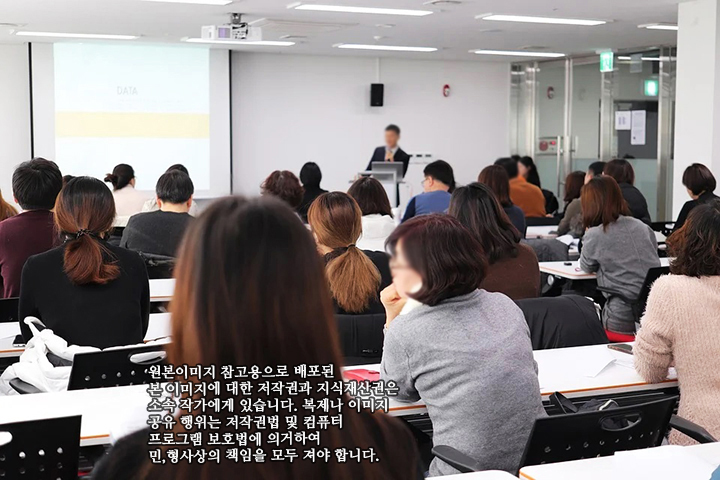 DATA
원본이미지 참고용으로 배포된
본 이미지에 대한 저작권과 지식재산권은
소속 작가에게 있습니다. 복제나 이미지
공유 행위는 저작권법 및 컴퓨터
프로그램 보호법에 의거하여
민,형사상의 책임을 모두 져야 합니다.